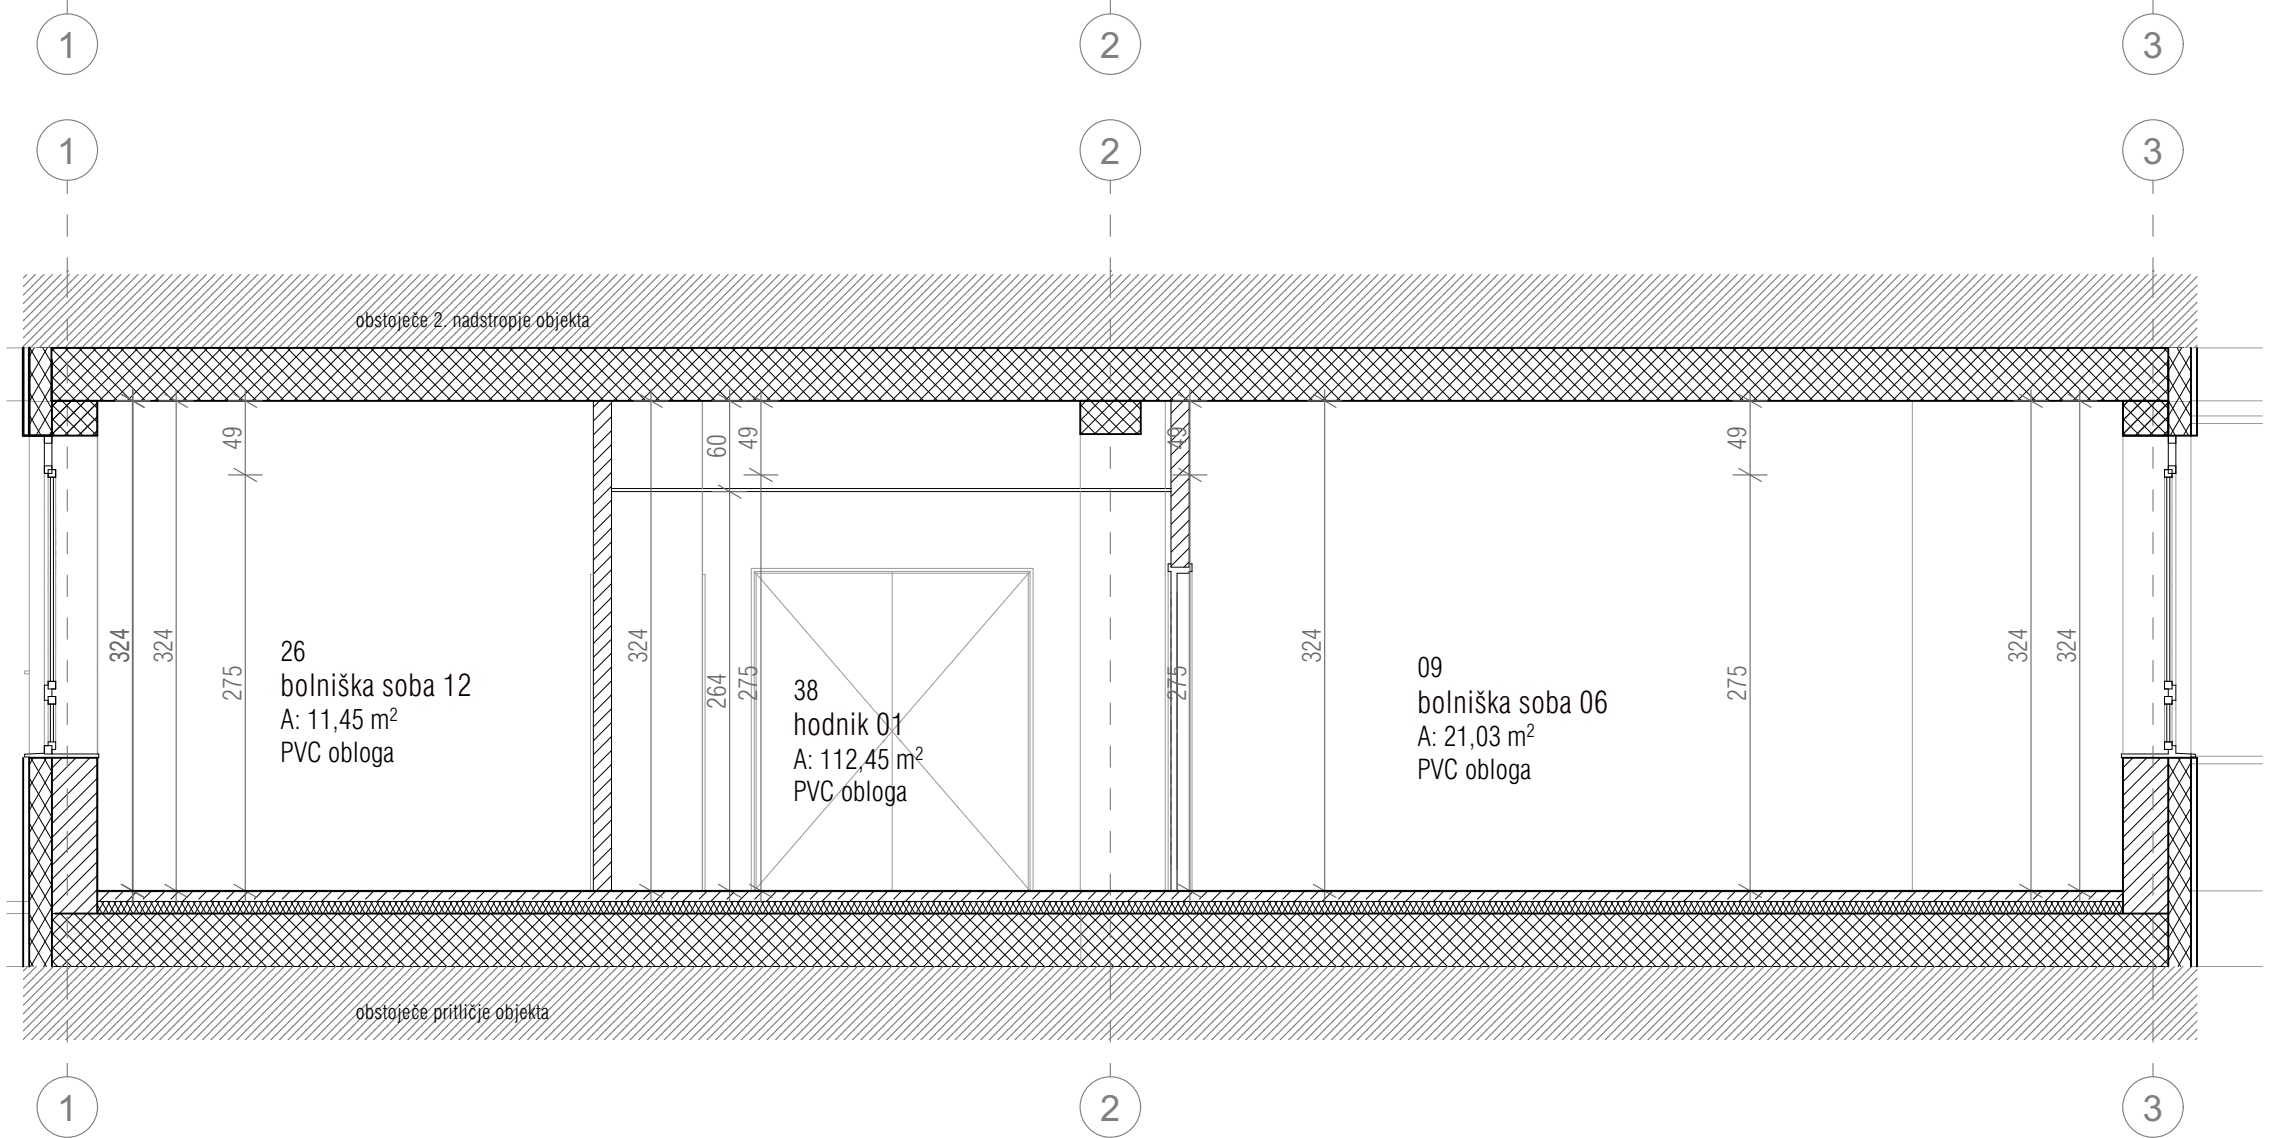 1
2
3
1
2
3
obstoječe 2. nadstropje objekta
49
60
49
49
49
324
324
275
324
264
275
275
324
275
324
324
26
bolniška soba 12
A: 11,45 m²
PVC obloga
38
hodnik 01
A: 112,45 m²
PVC obloga
09
bolniška soba 06
A: 21,03 m²
PVC obloga
obstoječe pritličje objekta
1
2
3